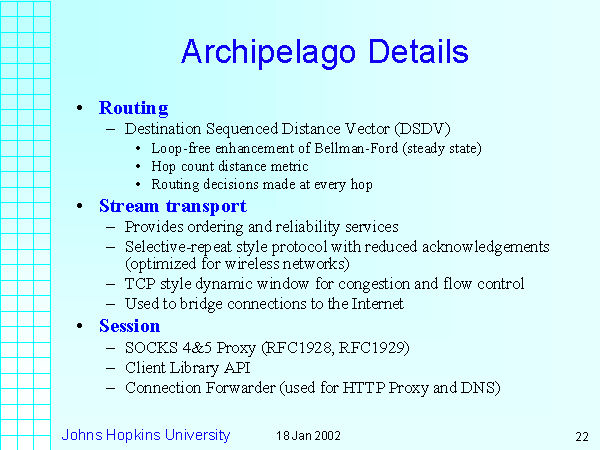 Archipelago Details
• Routing
– Destination Sequenced Distance Vector (DSDV)
• Loop-free enhancement of Bellman-Ford (steady state)
• Hop count distance metric
• Routing decisions made at every hop
• Stream transport
– Provides ordering and reliability services
– Selective-repeat style protocol with reduced acknowledgements
(optimized for wireless networks)
– TCP style dynamic window for congestion and flow control
– Used to bridge connections to the Internet
• Session
– SOCKS 4&5 Proxy (RFC1928, RFC1929)
– Client Library API
– Connection Forwarder (used for HTTP Proxy and DNS)
Johns Hopkins University 18 Jan 2002 22